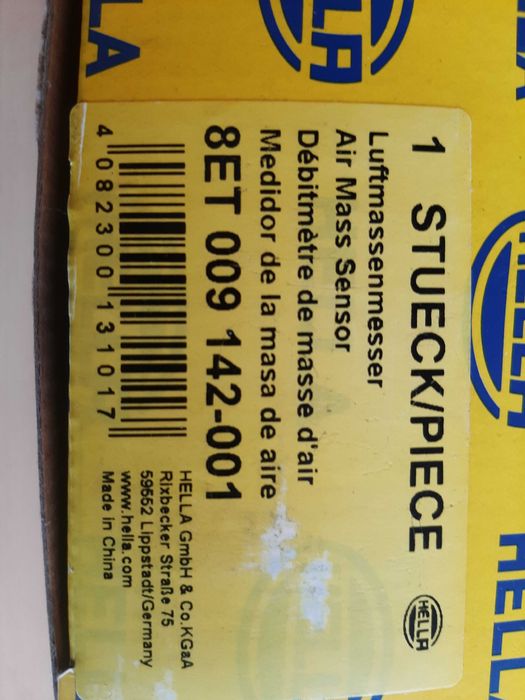 1 STUECK/PIECE
HELLA
Luftmassenmesser
Air Mass Sensor
Débitmètre de masse d'air
Medidor de la masa de aire
8ET 009 142-001
4 082300 131017
HELLA GmbH & Co.KGaA
Rixbecker Straße 75
59552 Lippstadt/Germany
www.hella.com
Made in China
HELLA
HELLA
HELLA